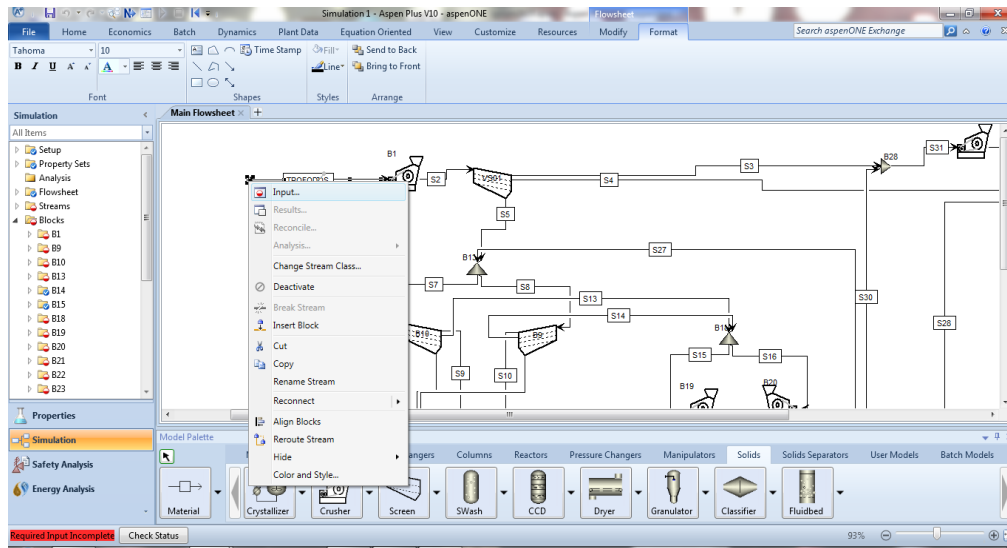 Simulation 1 - Aspen Plus V10 - aspenONE
Flowsheet
File Home Economics Batch Dynamics Plant Data Equation Oriented View Customize Resources Modify Format
Search aspenONE Exchange
Tahoma 10
Time Stamp
Fill
Send to Back
B I U A A A
Line
Bring to Front
Font Shapes Styles Arrange
Simulation
Main Flowsheet
All Items
Setup
Property Sets
Analysis
Flowsheet
Streams
Blocks
B1
B9
B10
B13
B14
B15
B18
B19
B20
B21
B22
B23
Properties
Simulation
Safety Analysis
Energy Analysis
B1
S2
S3
B28
S31
S4
S5
S27
S7
S8
S13
S14
S30
S28
B9
S9
S10
S15
S16
B19
B20
Input...
Results...
Reconcile...
Analysis...
Change Stream Class...
Deactivate
Break Stream
Insert Block
Cut
Copy
Rename Stream
Reconnect
Align Blocks
Reroute Stream
Hide
Color and Style...
Model Palette
Columns Reactors Pressure Changers Manipulators Solids Solids Separators User Models Batch Models
Material Crystallizer Crusher Screen SWash CCD Dryer Granulator Classifier Fluidbed
Required Input Incomplete Check Status
93%